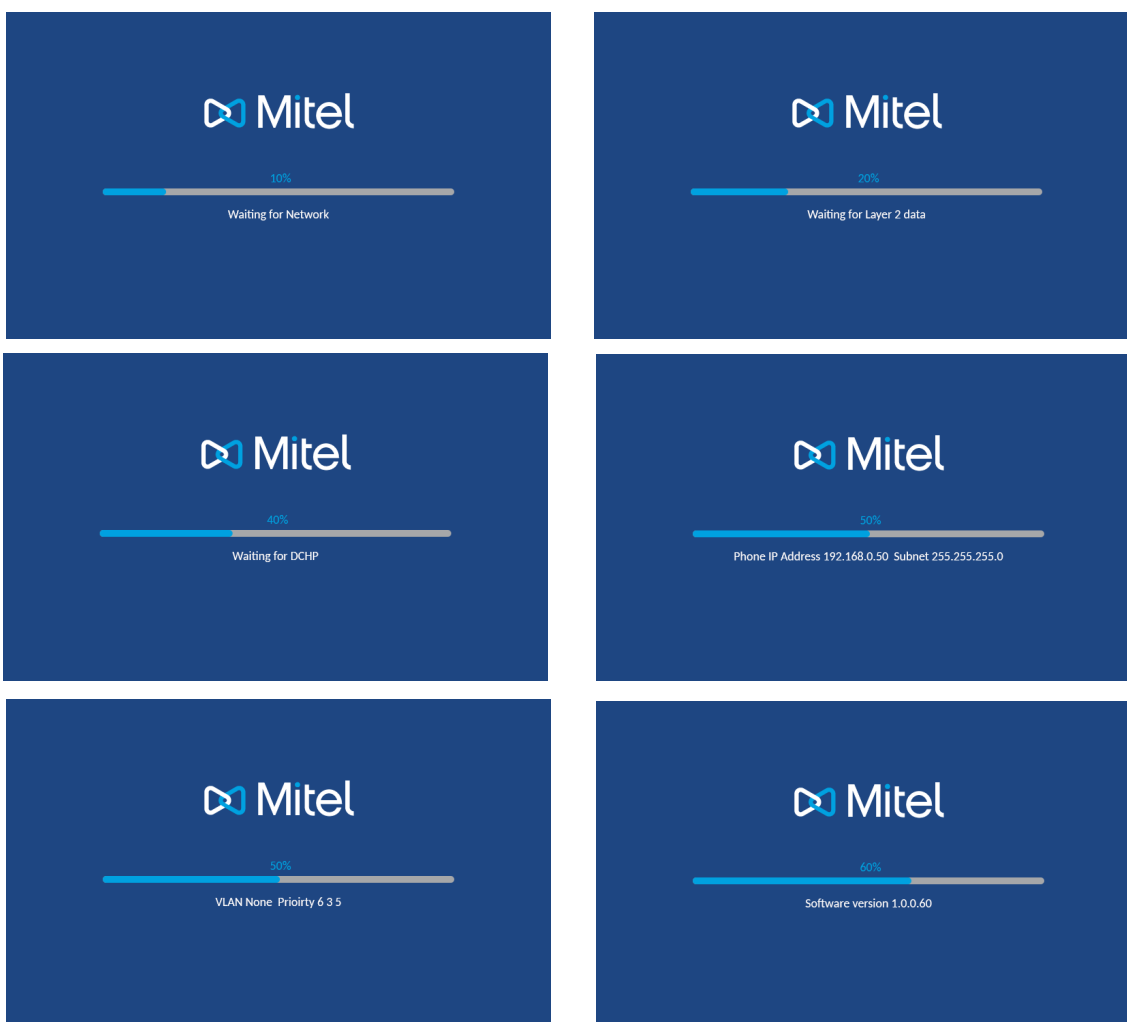 Mitel
10%
Waiting for Network
Mitel
20%
Waiting for Layer 2 data
Mitel
40%
Waiting for DCHP
Mitel
50%
Phone IP Address 192.168.0.50  Subnet 255.255.255.0
Mitel
50%
VLAN None  Prioirty 6 3 5
Mitel
60%
Software version 1.0.0.60